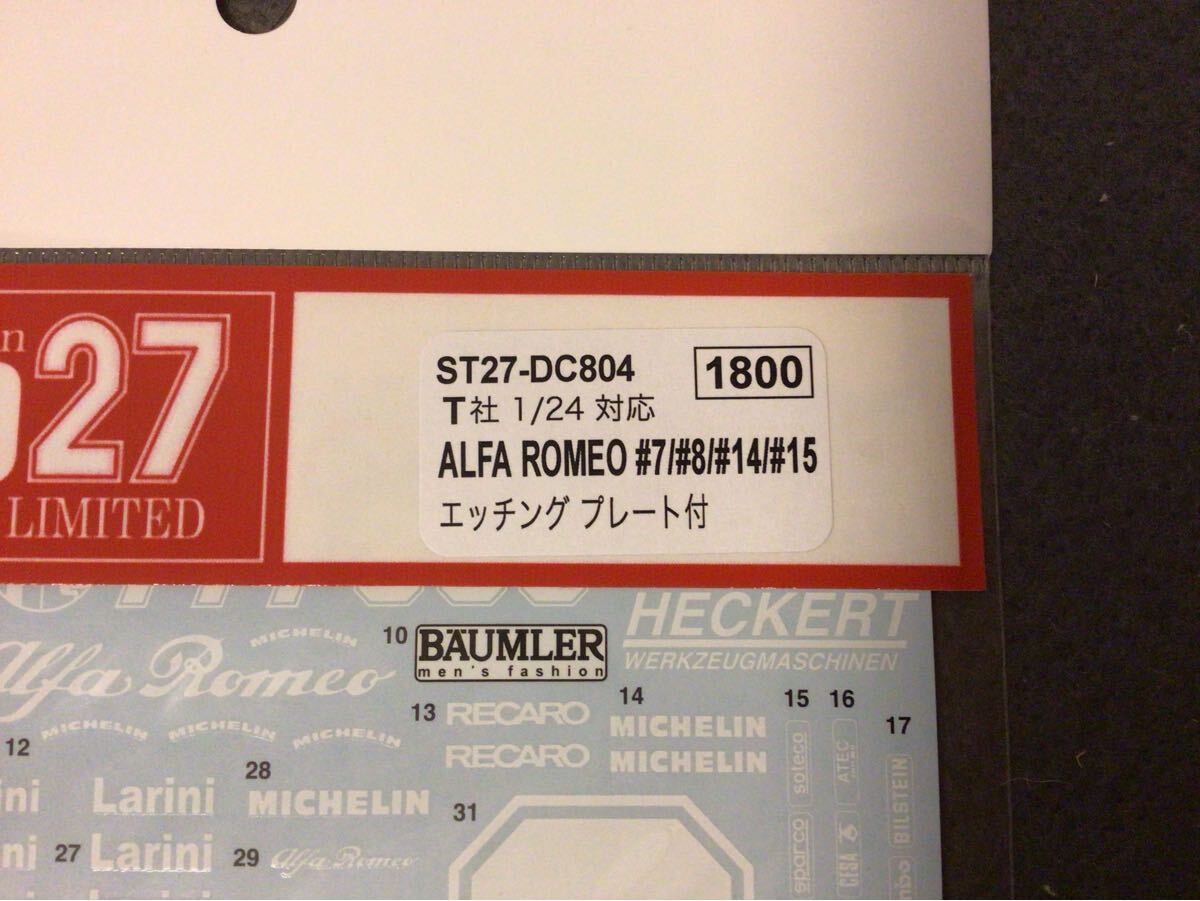 27
LIMITED
ST27-DC804
1800
T社 1/24 対応
ALFA ROMEO #7/#8/#14/#15
エッチング プレート付
HECKERT
WERKZEUGMASCHINEN
10
BÄUMLER
men's fashion
MICHELIN
Alfa Romeo
12
MICHELIN MICHELIN MICHELIN
13
RECARO
RECARO
14
MICHELIN
MICHELIN
15
soleco
sparco
16
ATEC
17
BILSTEIN
Larini
28
MICHELIN
31
27
Larini
29
Alfa Romeo